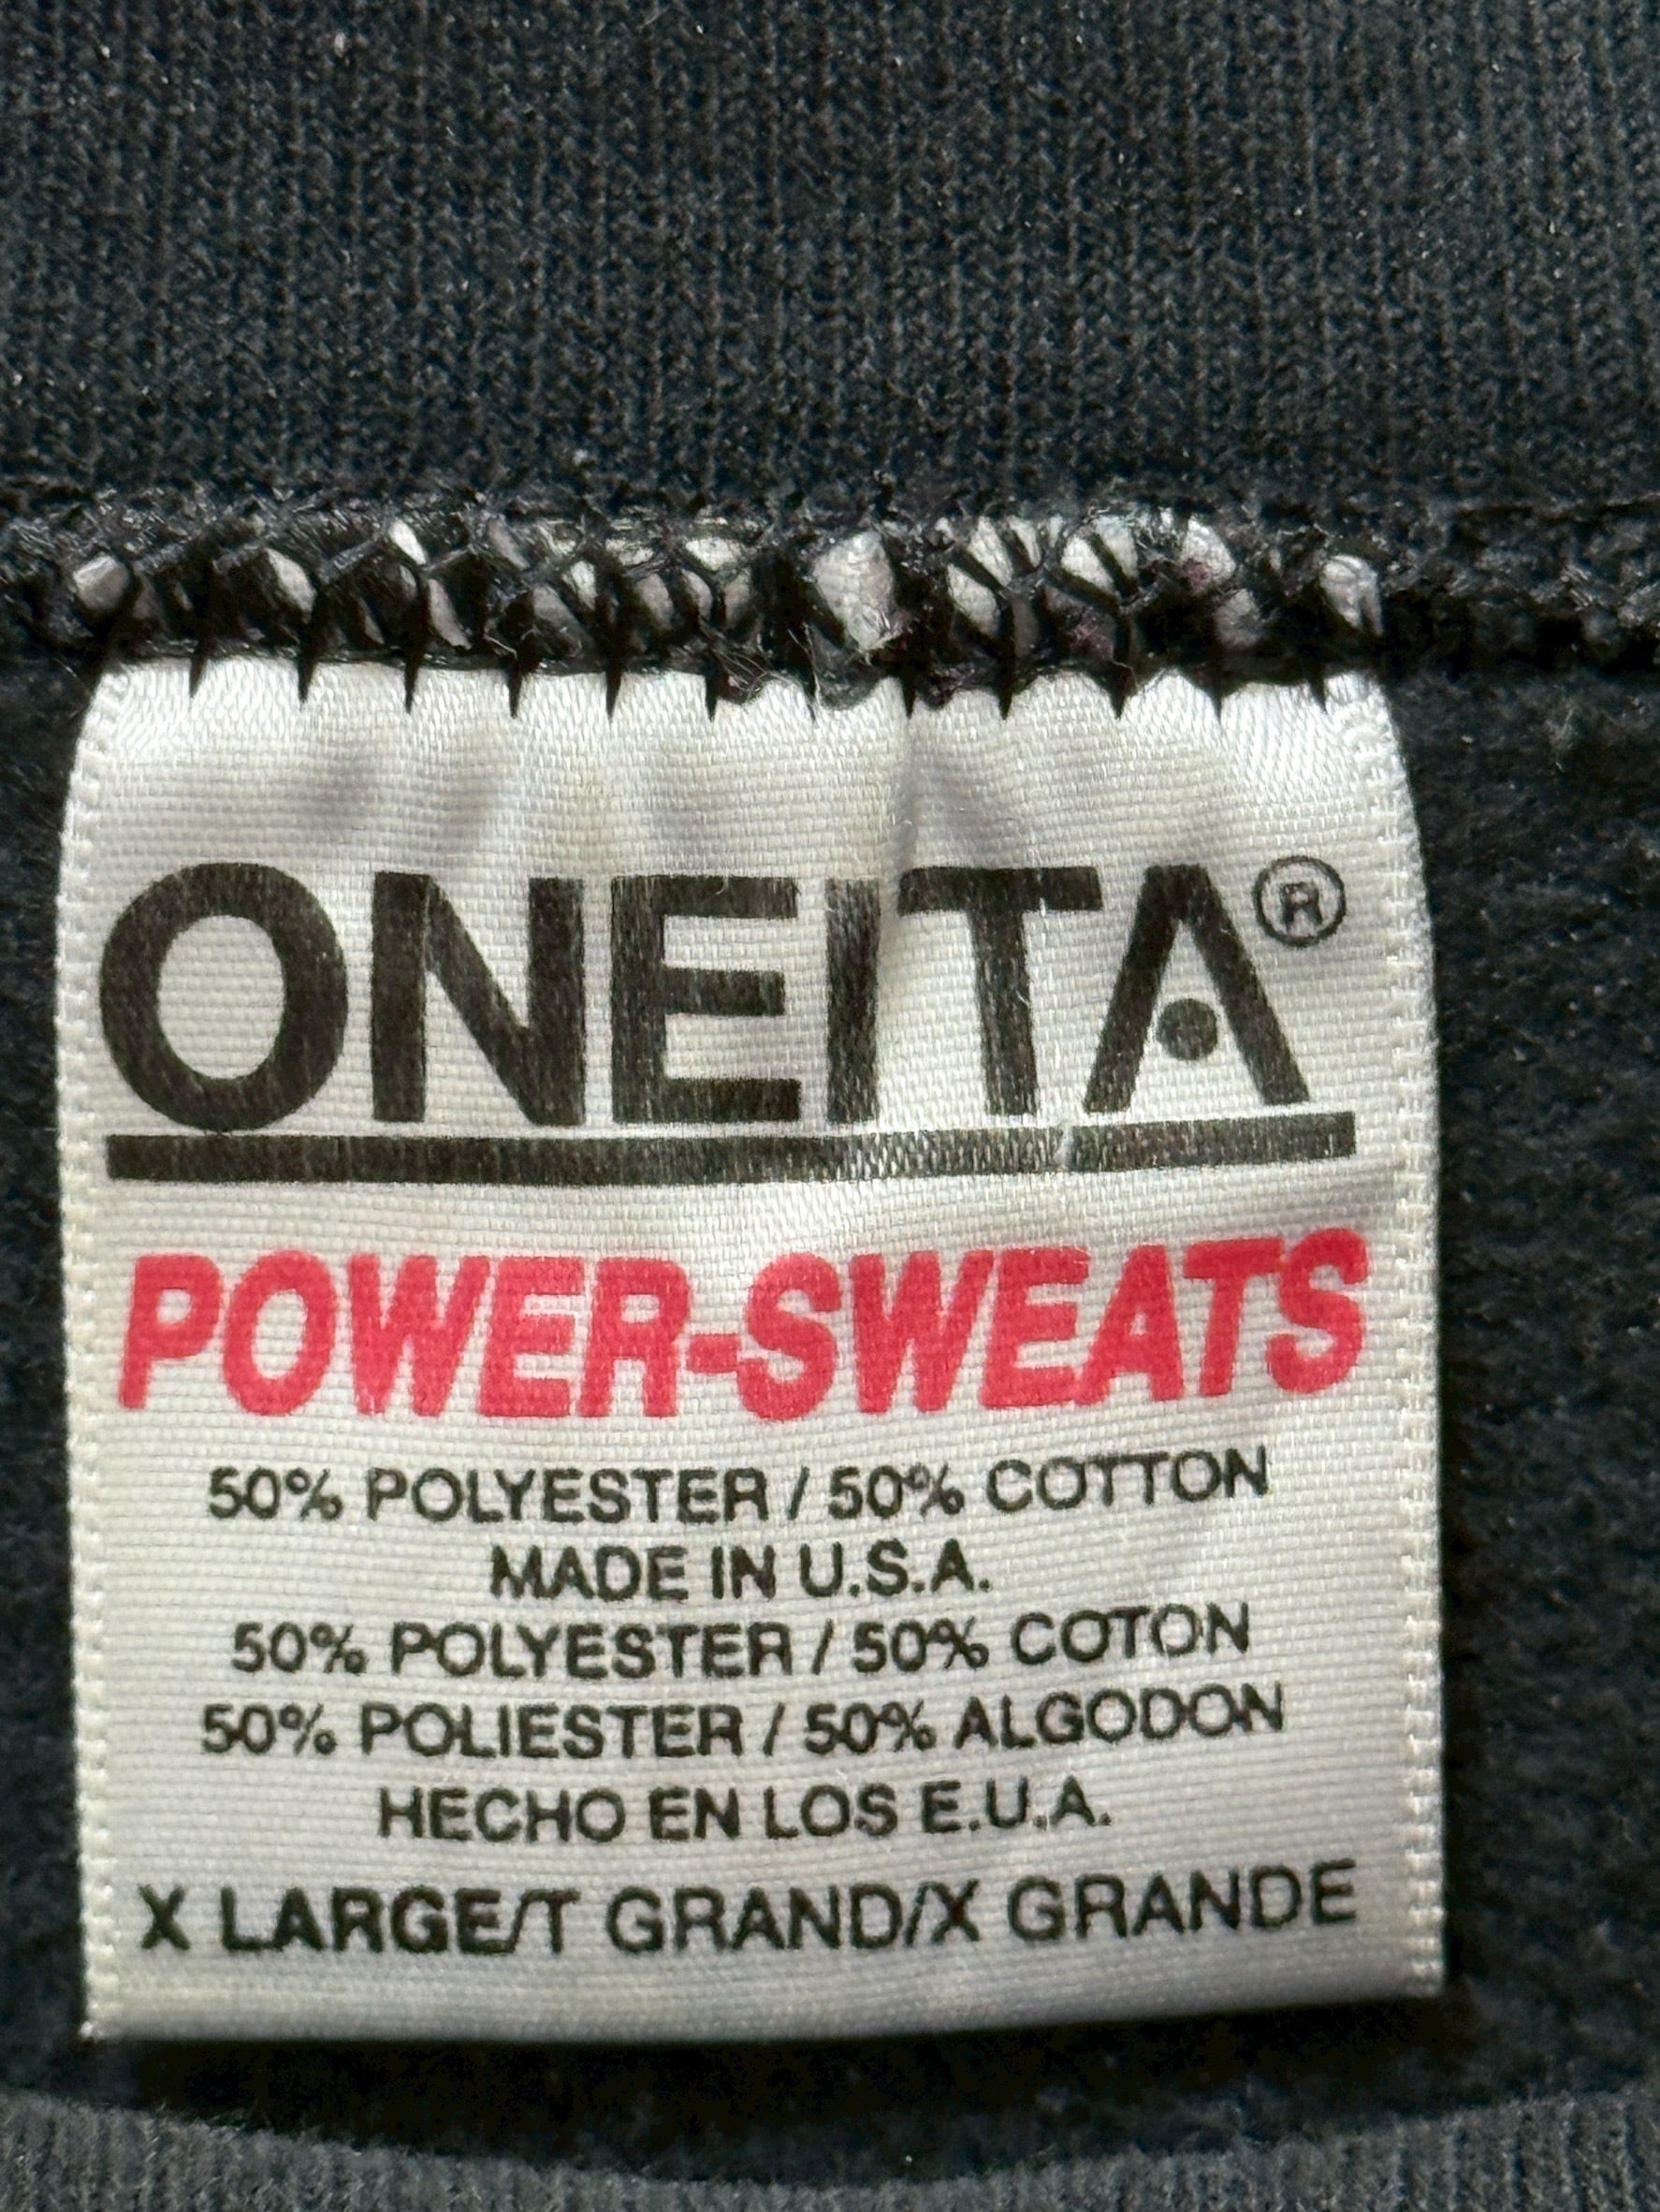 ONEITA®
POWER-SWEATS
50% POLYESTER / 50% COTTON
MADE IN U.S.A.
50% POLYESTER / 50% COTON
50% POLIESTER / 50% ALGODON
HECHO EN LOS E.U.A.
X LARGE/T GRAND/X GRANDE